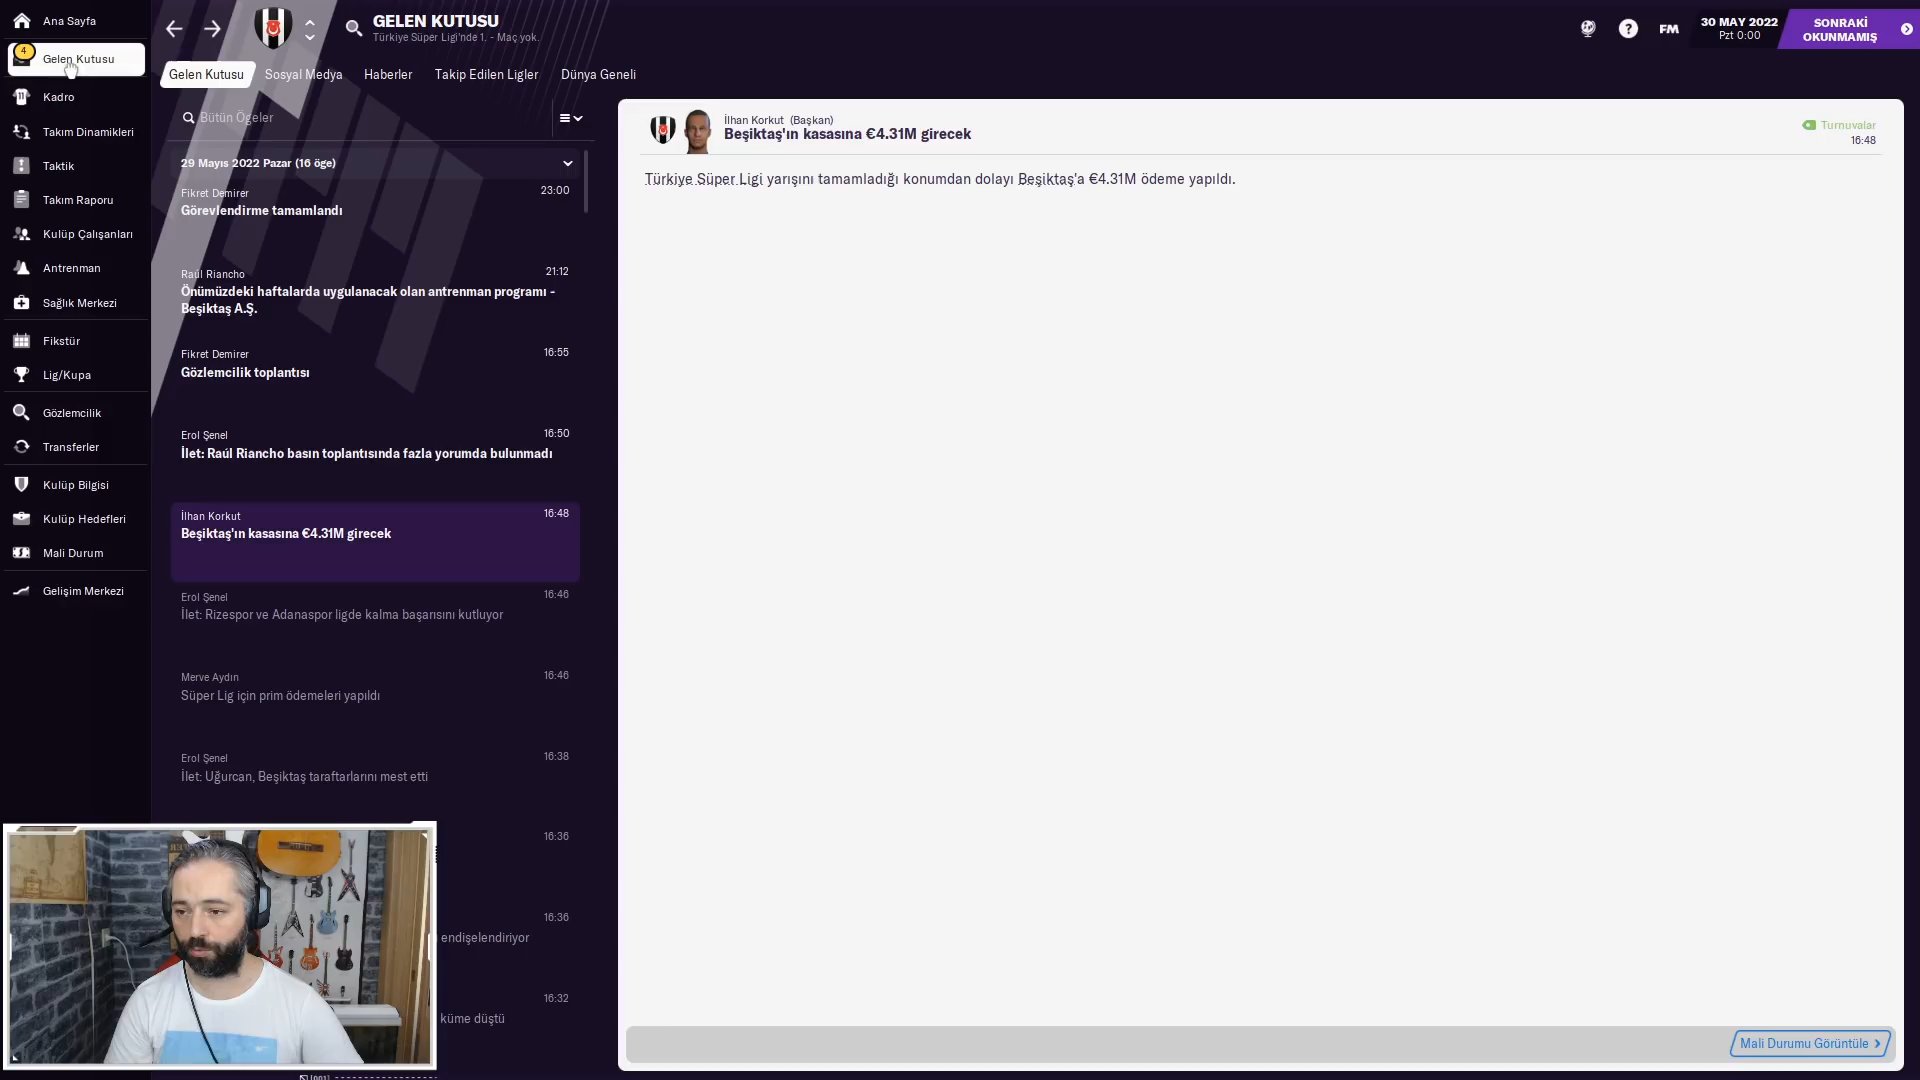 Ana Sayfa
4
Gelen Kutusu
Kadro
Takım Dinamikleri
Taktik
Takım Raporu
Kulüp Çalışanları
Antrenman
Sağlık Merkezi
Fikstür
Lig/Kupa
Gözlemcilik
Transferler
Kulüp Bilgisi
Kulüp Hedefleri
Mali Durum
Gelişim Merkezi
GELEN KUTUSU
Türkiye Süper Ligi'nde 1. - Maç yok.
FM
30 MAY 2022
Pzt 0:00
SONRAKİ
OKUNMAMIŞ
Gelen Kutusu
Sosyal Medya
Haberler
Takip Edilen Ligler
Dünya Geneli
Bütün Ögeler
29 Mayıs 2022 Pazar (16 öge)
Fikret Demirer 23:00
Görevlendirme tamamlandı
Raúl Riancho 21:12
Önümüzdeki haftalarda uygulanacak olan antrenman programı -
Beşiktaş A.Ş.
Fikret Demirer 16:55
Gözlemcilik toplantısı
Erol Şenel 16:50
İlet: Raúl Riancho basın toplantısında fazla yorumda bulunmadı
İlhan Korkut 16:48
Beşiktaş'ın kasasına €4.31M girecek
Erol Şenel 16:46
İlet: Rizespor ve Adanaspor ligde kalma başarısını kutluyor
Merve Aydın 16:46
Süper Lig için prim ödemeleri yapıldı
Erol Şenel 16:38
İlet: Uğurcan, Beşiktaş taraftarlarını mest etti
16:36
16:36
endişelendiriyor
16:32
küme düştü
İlhan Korkut (Başkan)
Beşiktaş'ın kasasına €4.31M girecek
Turnuvalar
16:48
Türkiye Süper Ligi yarışını tamamladığı konumdan dolayı Beşiktaş'a €4.31M ödeme yapıldı.
Mali Durumu Görüntüle